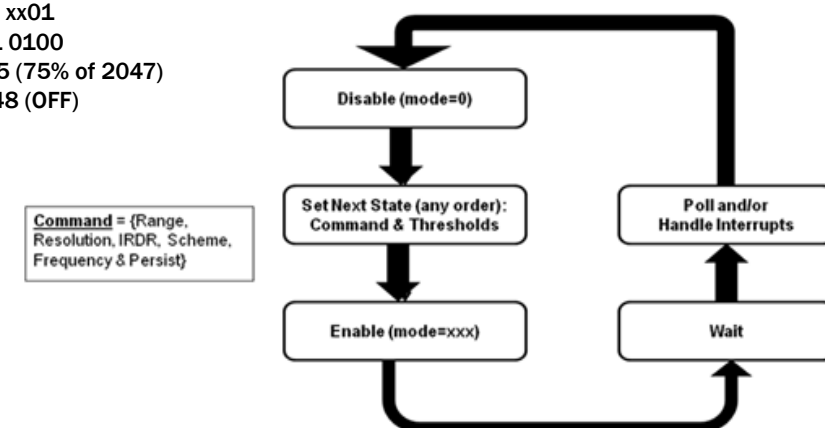 xx01
0100
5 (75% of 2047)
48 (OFF)
Disable (mode=0)
Set Next State (any order):
Command & Thresholds
Poll and/or
Handle Interrupts
Command = {Range,
Resolution, IRDR, Scheme,
Frequency & Persist}
Enable (mode=xxx)
Wait